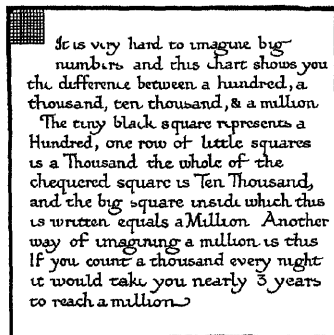 It is very hard to imagine big
numbers and this chart shows you
the difference between a hundred, a
thousand, ten thousand, & a million
The tiny black square represents a
Hundred, one row of little squares
is a Thousand the whole of the
chequered square is Ten Thousand,
and the big square inside which this
is written equals a Million Another
way of imagining a million is this
If you count a thousand every night
it would take you nearly 3 years
to reach a million